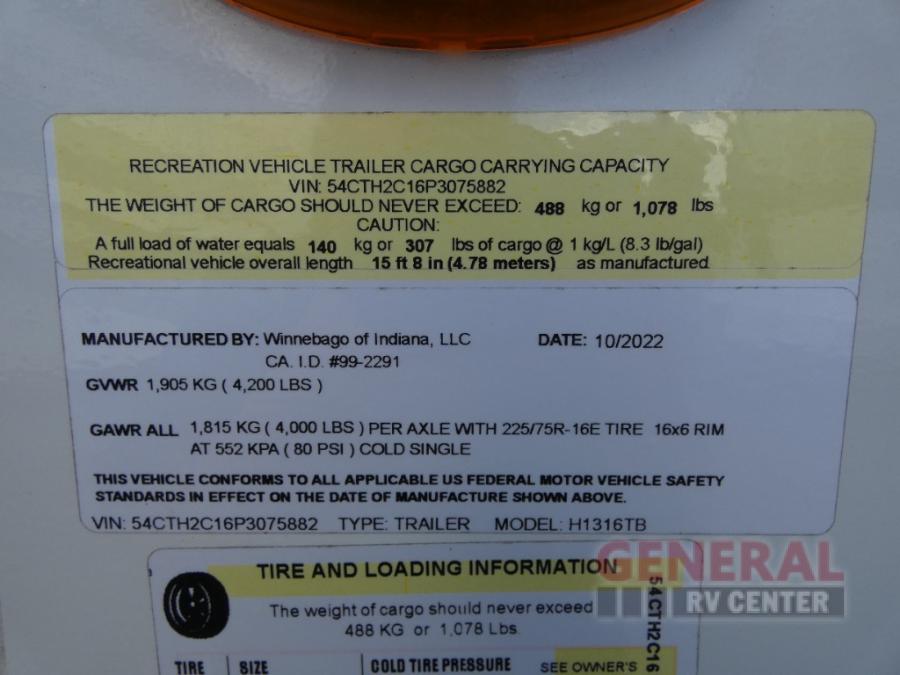 RECREATION VEHICLE TRAILER CARGO CARRYING CAPACITY
VIN: 54CTH2C16P3075882
THE WEIGHT OF CARGO SHOULD NEVER EXCEED: 488 kg or 1,078 lbs
CAUTION:
A full load of water equals 140 kg or 307 lbs of cargo @ 1 kg/L (8.3 lb/gal)
Recreational vehicle overall length 15 ft 8 in (4.78 meters) as manufactured.
MANUFACTURED BY: Winnebago of Indiana, LLC DATE: 10/2022
CA. I.D. #99-2291
GVWR 1,905 KG ( 4,200 LBS )
GAWR ALL 1,815 KG ( 4,000 LBS ) PER AXLE WITH 225/75R-16E TIRE 16x6 RIM
AT 552 KPA ( 80 PSI ) COLD SINGLE
THIS VEHICLE CONFORMS TO ALL APPLICABLE US FEDERAL MOTOR VEHICLE SAFETY
STANDARDS IN EFFECT ON THE DATE OF MANUFACTURE SHOWN ABOVE.
VIN: 54CTH2C16P3075882 TYPE: TRAILER MODEL: H1316TB
TIRE AND LOADING INFORMATION
The weight of cargo should never exceed
488 KG or 1,078 Lbs.
TIRE SIZE COLD TIRE PRESSURE SEE OWNER'S
54CTH2C16
GENERAL
RV CENTER